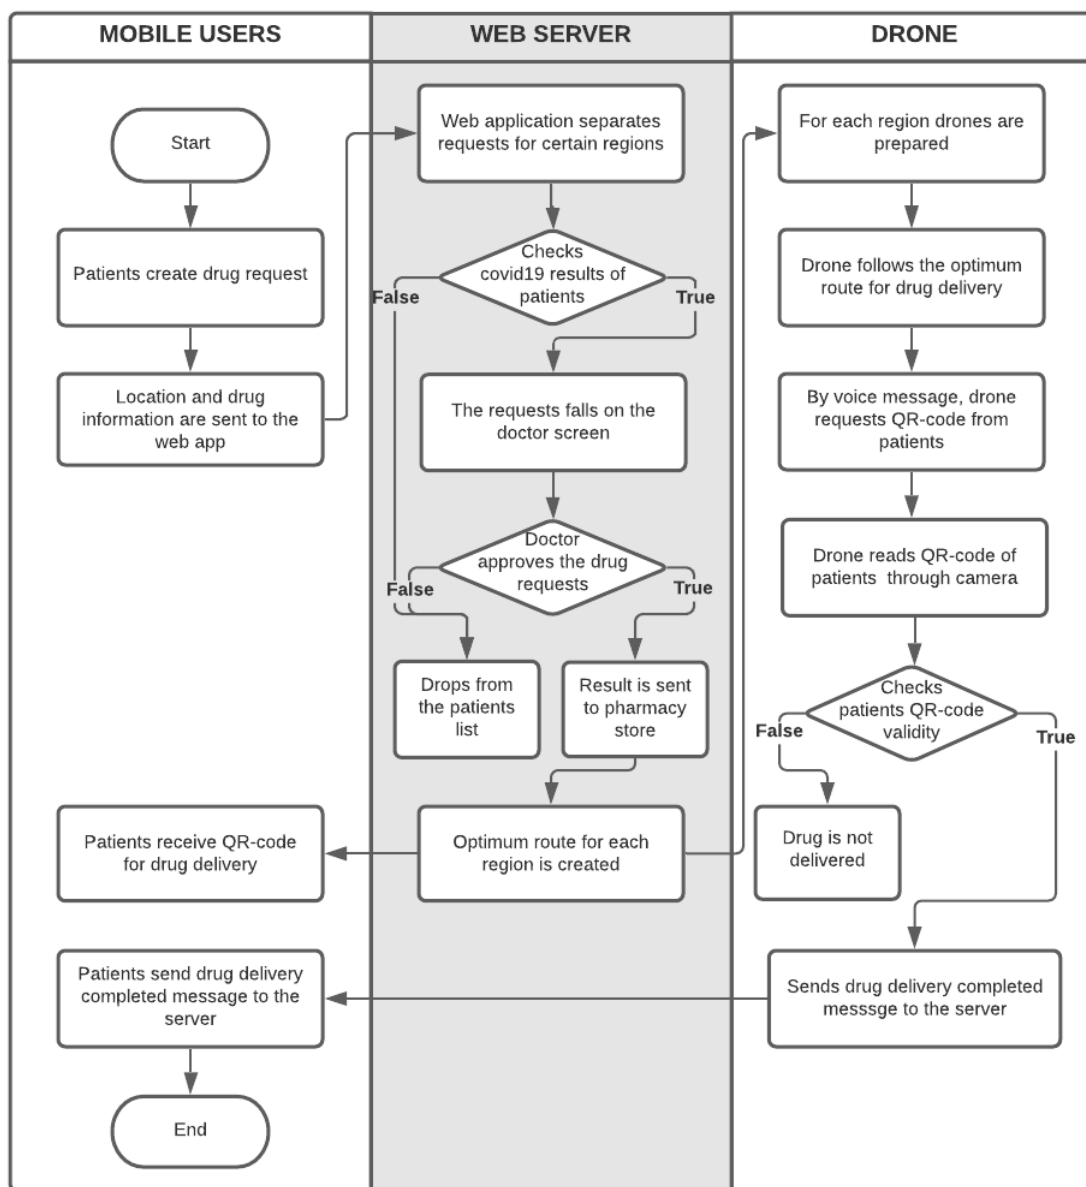 MOBILE USERS
WEB SERVER
DRONE
Start
Patients create drug request
Location and drug
information are sent to the
web app
Patients receive QR-code
for drug delivery
Patients send drug delivery
completed message to the
server
End
Web application separates
requests for certain regions
Checks
covid19 results of
patients
False
True
The requests falls on the
doctor screen
Doctor
approves the drug
requests
False
True
Drops from
the patients
list
Result is sent
to pharmacy
store
Optimum route for each
region is created
For each region drones are
prepared
Drone follows the optimum
route for drug delivery
By voice message, drone
requests QR-code from
patients
Drone reads QR-code of
patients through camera
Checks
patients QR-code
validity
False
True
Drug is not
delivered
Sends drug delivery completed
messsge to the server